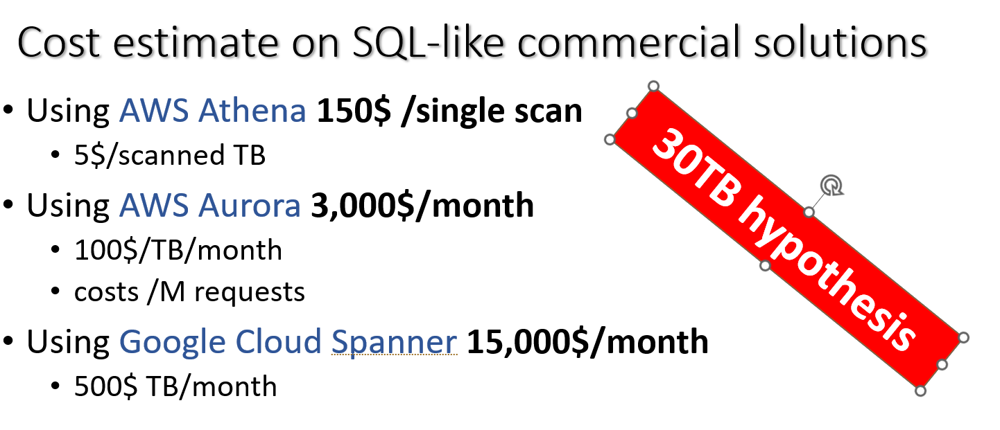 Cost estimate on SQL-like commercial solutions
• Using AWS Athena 150$ /single scan
• 5$/scanned TB
• Using AWS Aurora 3,000$/month
• 100$/TB/month
• costs /M requests
• Using Google Cloud Spanner 15,000$/month
• 500$ TB/month
30TB hypothesis